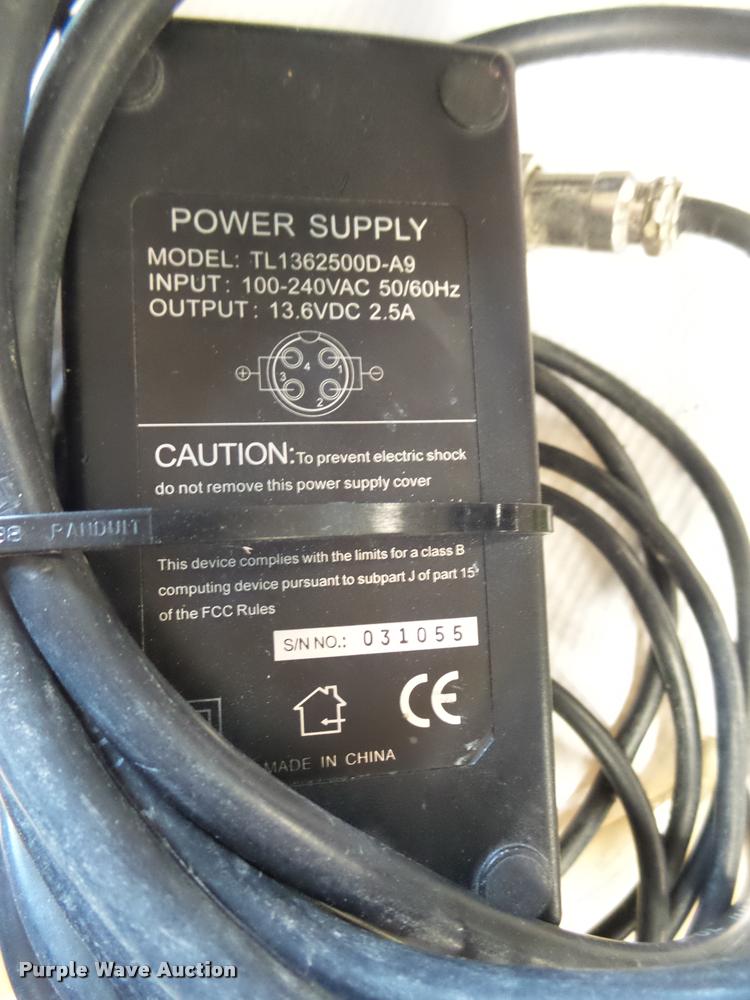 POWER SUPPLY
MODEL: TL1362500D-A9
INPUT: 100-240VAC 50/60Hz
OUTPUT: 13.6VDC 2.5A
4 1
3 2
CAUTION: To prevent electric shock
do not remove this power supply cover
98 PANDUIT
This device complies with the limits for a class B
computing device pursuant to subpart J of part 15
of the FCC Rules
S/N NO.: 031055
CE
MADE IN CHINA
Purple Wave Auction